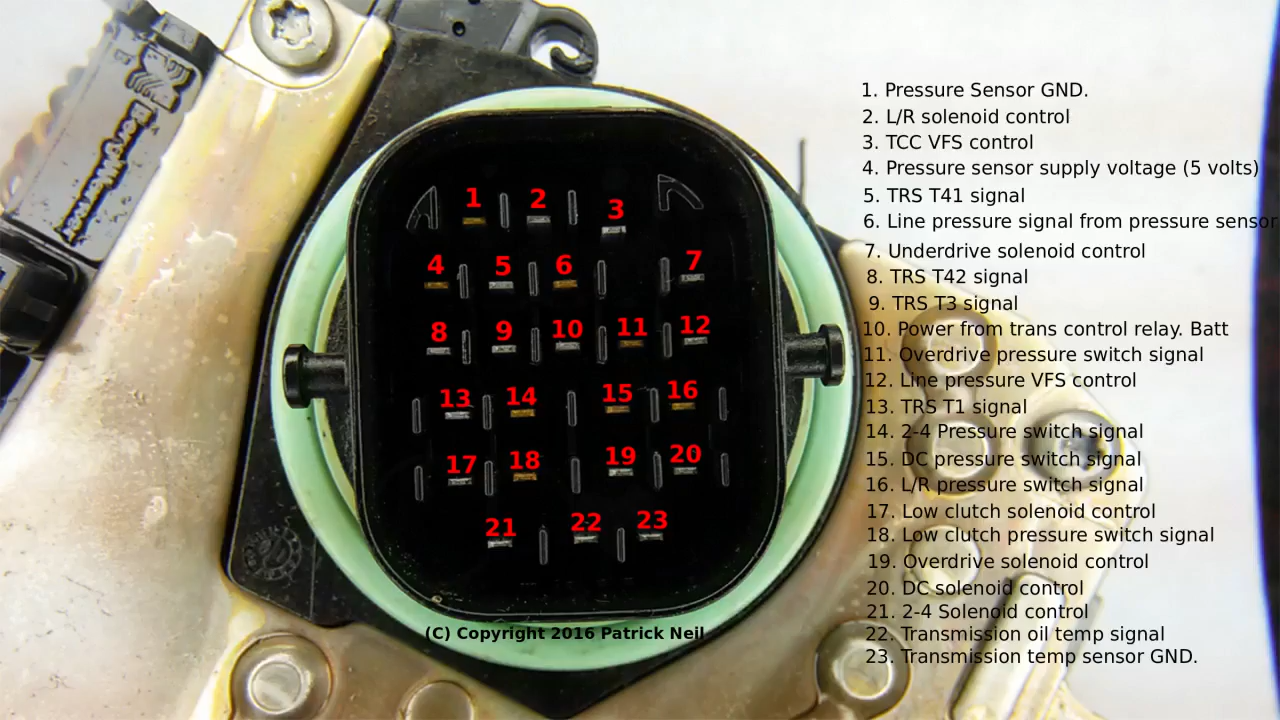 BorgWarner
1
2
3
4
5
6
7
8
9
10
11
12
13
14
15
16
17
18
19
20
21
22
23
(C) Copyright 2016 Patrick Neil
1. Pressure Sensor GND.
2. L/R solenoid control
3. TCC VFS control
4. Pressure sensor supply voltage (5 volts)
5. TRS T41 signal
6. Line pressure signal from pressure sensor
7. Underdrive solenoid control
8. TRS T42 signal
9. TRS T3 signal
10. Power from trans control relay. Batt
11. Overdrive pressure switch signal
12. Line pressure VFS control
13. TRS T1 signal
14. 2-4 Pressure switch signal
15. DC pressure switch signal
16. L/R pressure switch signal
17. Low clutch solenoid control
18. Low clutch pressure switch signal
19. Overdrive solenoid control
20. DC solenoid control
21. 2-4 Solenoid control
22. Transmission oil temp signal
23. Transmission temp sensor GND.